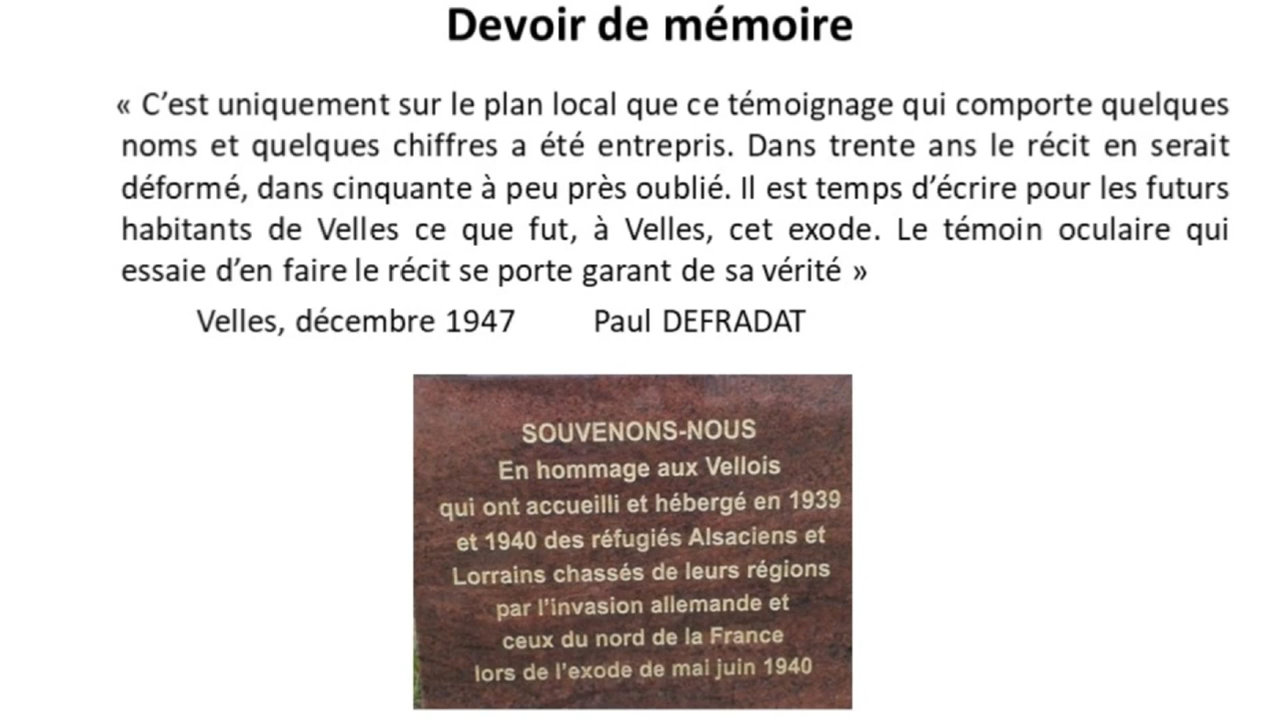 Devoir de mémoire
« C’est uniquement sur le plan local que ce témoignage qui comporte quelques
noms et quelques chiffres a été entrepris. Dans trente ans le récit en serait
déformé, dans cinquante à peu près oublié. Il est temps d’écrire pour les futurs
habitants de Velles ce que fut, à Velles, cet exode. Le témoin oculaire qui
essaie d’en faire le récit se porte garant de sa vérité »
Velles, décembre 1947 Paul DEFRADAT
SOUVENONS-NOUS
En hommage aux Vellois
qui ont accueilli et hébergé en 1939
et 1940 des réfugiés Alsaciens et
Lorrains chassés de leurs régions
par l'invasion allemande et
ceux du nord de la France
lors de l'exode de mai juin 1940